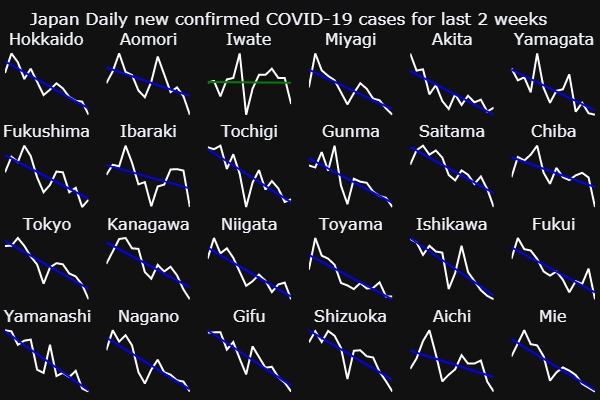 Japan Daily new confirmed COVID-19 cases for last 2 weeks
Hokkaido Aomori Iwate Miyagi Akita Yamagata
Fukushima Ibaraki Tochigi Gunma Saitama Chiba
Tokyo Kanagawa Niigata Toyama Ishikawa Fukui
Yamanashi Nagano Gifu Shizuoka Aichi Mie